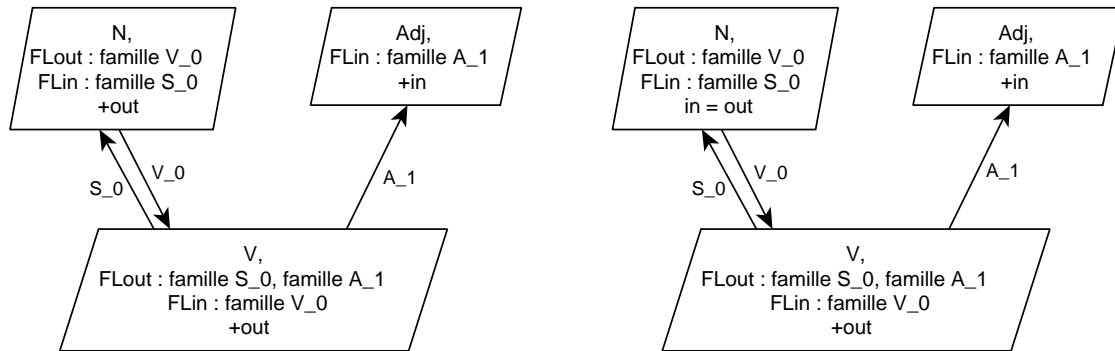 N,
FLout : famille V_0
FLin : famille S_0
+out
Adj,
FLin : famille A_1
+in
V_0
S_0
A_1
V,
FLout : famille S_0, famille A_1
FLin : famille V_0
+out
N,
FLout : famille V_0
FLin : famille S_0
in = out
Adj,
FLin : famille A_1
+in
V_0
S_0
A_1
V,
FLout : famille S_0, famille A_1
FLin : famille V_0
+out